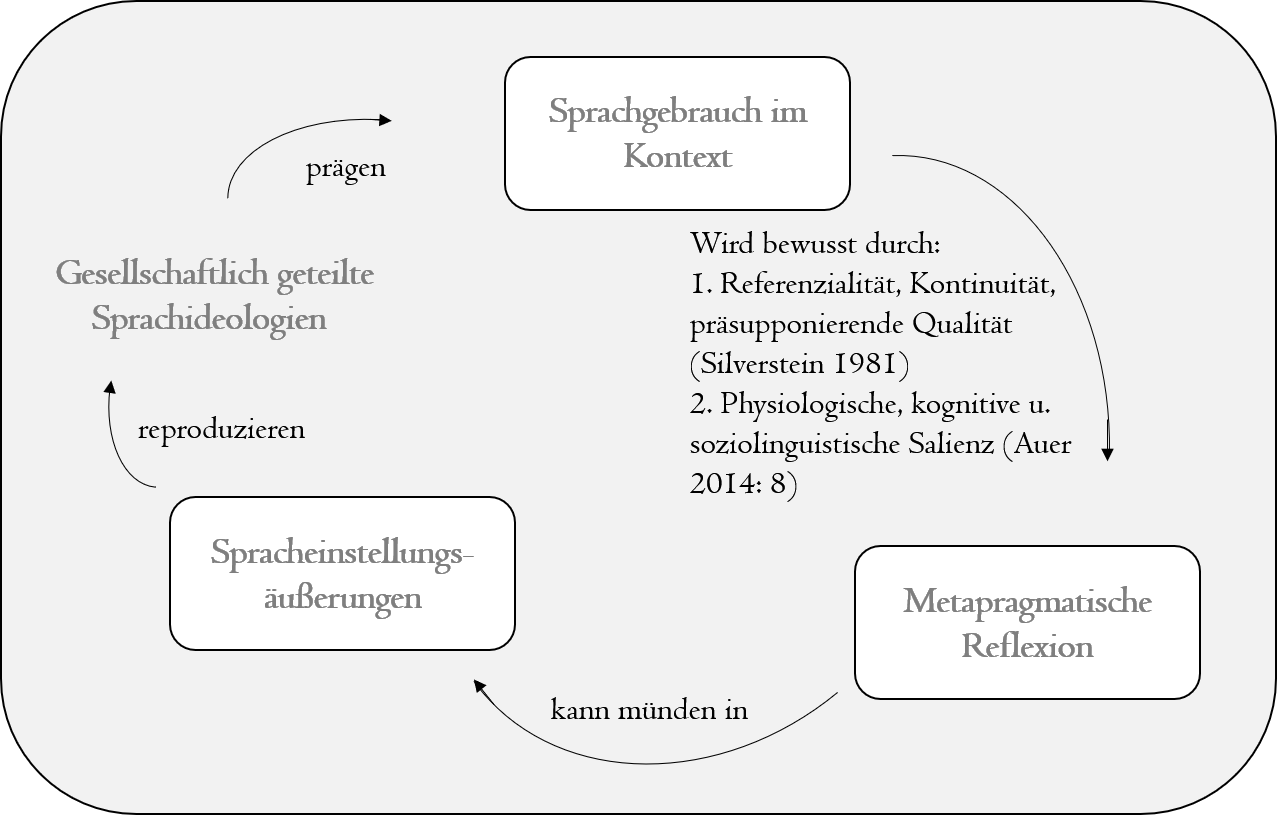 Sprachgebrauch im
Kontext
prägen
Wird bewusst durch:
1. Referenzialität, Kontinuität,
präsupponierende Qualität
(Silverstein 1981)
2. Physiologische, kognitive u.
soziolinguistische Salienz (Auer
2014: 8)
Gesellschaftlich geteilte
Sprachideologien
reproduzieren
Spracheinstellungs-
äußerungen
Metapragmatische
Reflexion
kann münden in